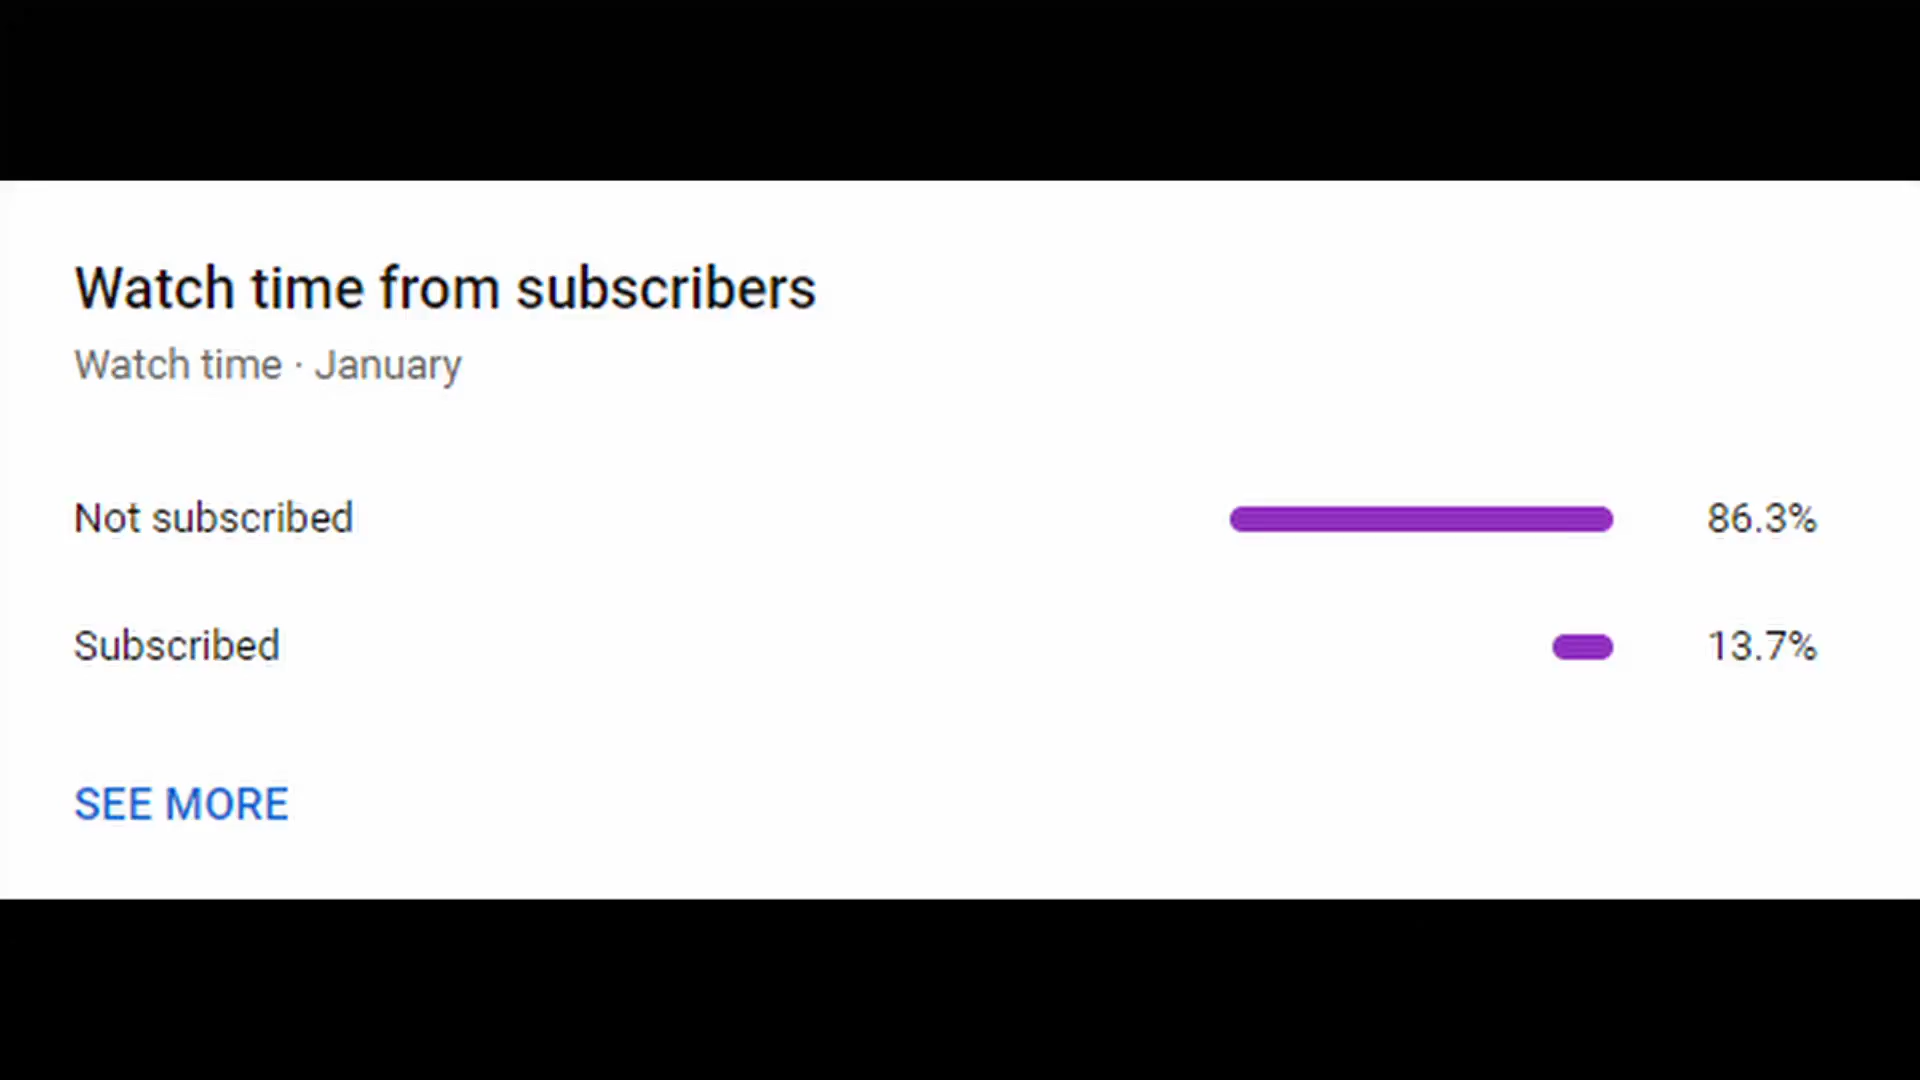 Watch time from subscribers
Watch time · January
Not subscribed 86.3%
Subscribed 13.7%
SEE MORE